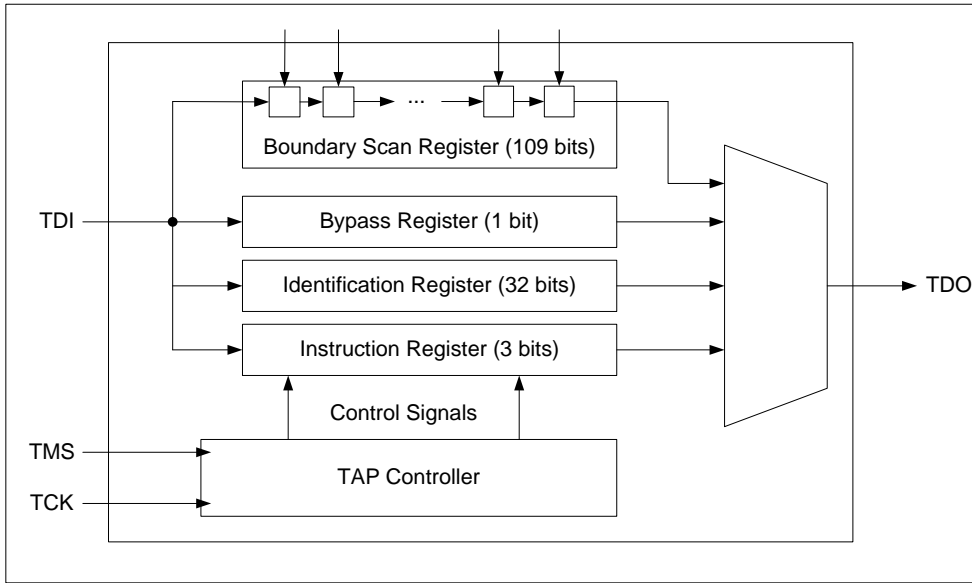 ...
Boundary Scan Register (109 bits)
TDI
Bypass Register (1 bit)
Identification Register (32 bits)
TDO
Instruction Register (3 bits)
Control Signals
TMS
TAP Controller
TCK